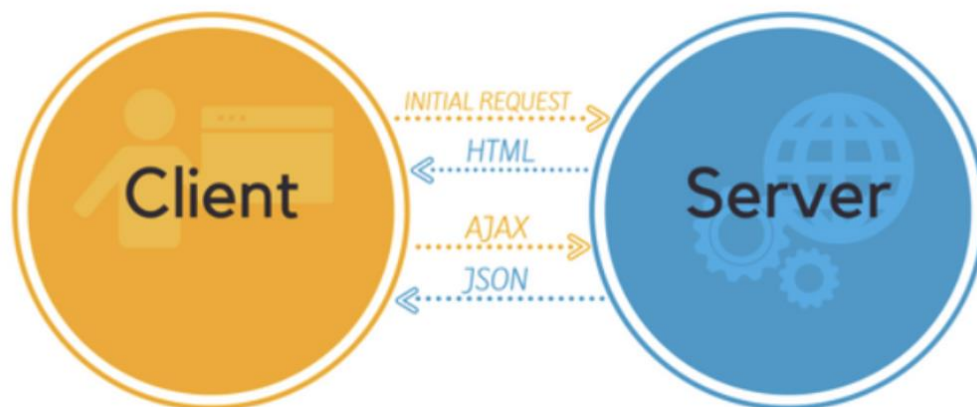 Client
INITIAL REQUEST
HTML
AJAX
JSON
Server